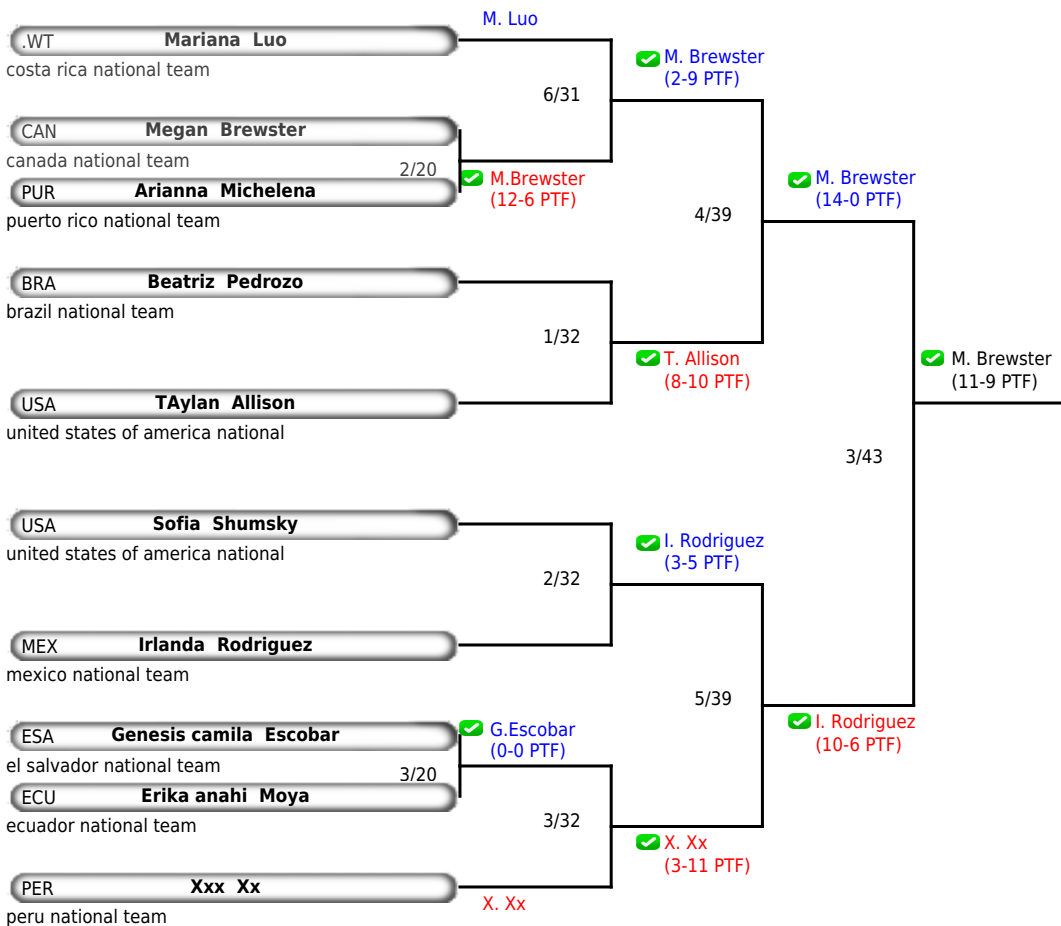 M. Luo
.WT Mariana Luo
costa rica national team
M. Brewster
(2-9 PTF)
6/31
CAN Megan Brewster
canada national team
2/20
M.Brewster
(12-6 PTF)
PUR Arianna Michelena
puerto rico national team
M. Brewster
(14-0 PTF)
4/39
BRA Beatriz Pedrozo
brazil national team
1/32
T. Allison
(8-10 PTF)
M. Brewster
(11-9 PTF)
USA TAylan Allison
united states of america national
3/43
USA Sofia Shumsky
united states of america national
I. Rodriguez
(3-5 PTF)
2/32
MEX Irlanda Rodriguez
mexico national team
5/39
I. Rodriguez
(10-6 PTF)
ESA Genesis camila Escobar
el salvador national team
G.Escobar
(0-0 PTF)
3/20
ECU Erika anahi Moya
ecuador national team
3/32
X. Xx
(3-11 PTF)
PER Xxx Xx
peru national team
X. Xx